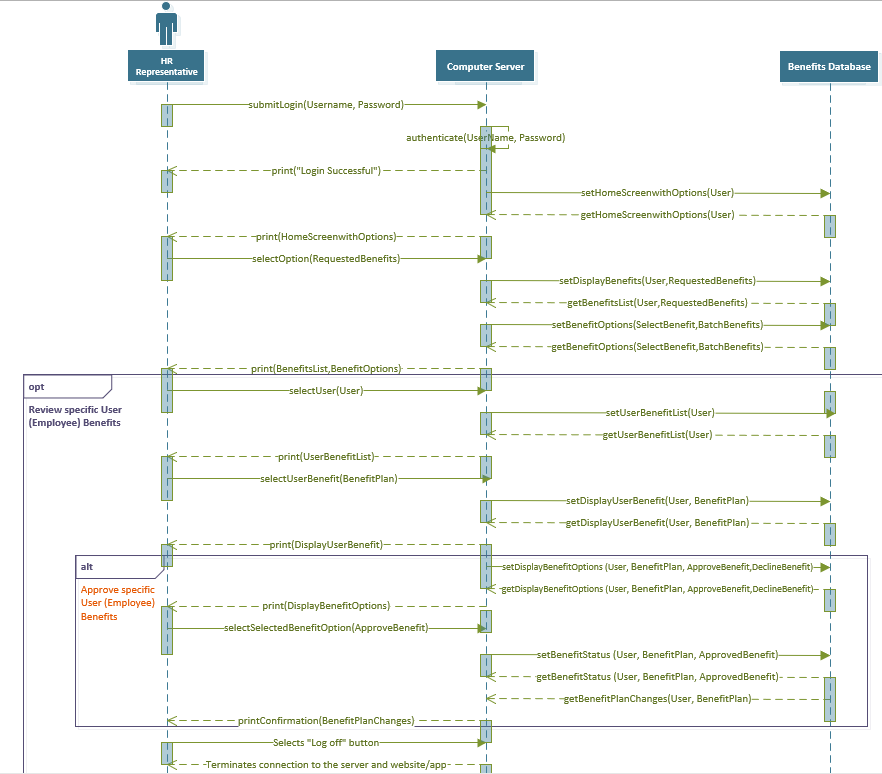 HR
Representative
Computer Server
Benefits Database
submitLogin(Username, Password)
authenticate(UserName, Password)
print("Login Successful")
setHomeScreenwithOptions(User)
getHomeScreenwithOptions(User)
print(HomeScreenwithOptions)
selectOption(RequestedBenefits)
setDisplayBenefits(User,RequestedBenefits)
getBenefitsList(User,RequestedBenefits)
setBenefitOptions(SelectBenefit,BatchBenefits)
getBenefitOptions(SelectBenefit,BatchBenefits)
print(BenefitsList,BenefitOptions)
opt
selectUser(User)
Review specific User
(Employee) Benefits
setUserBenefitList(User)
getUserBenefitList(User)
print(UserBenefitList)
selectUserBenefit(BenefitPlan)
setDisplayUserBenefit(User, BenefitPlan)
getDisplayUserBenefit(User, BenefitPlan)
print(DisplayUserBenefit)
alt
setDisplayBenefitOptions (User, BenefitPlan, ApproveBenefit,DeclineBenefit)
Approve specific
User (Employee)
Benefits
getDisplayBenefitOptions (User, BenefitPlan, ApproveBenefit,DeclineBenefit)
print(DisplayBenefitOptions)
selectSelectedBenefitOption(ApproveBenefit)
setBenefitStatus (User, BenefitPlan, ApprovedBenefit)
getBenefitStatus (User, BenefitPlan, ApprovedBenefit)
getBenefitPlanChanges(User, BenefitPlan)
printConfirmation(BenefitPlanChanges)
Selects "Log off" button
Terminates connection to the server and website/app